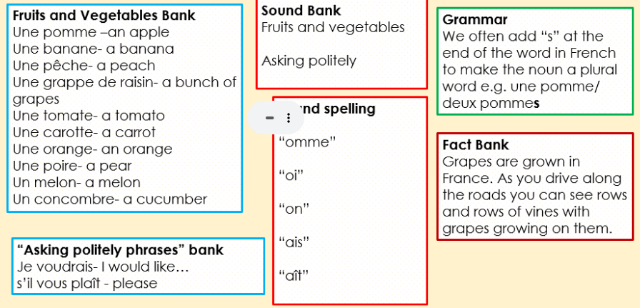 Fruits and Vegetables Bank
Une pomme –an apple
Une banane- a banana
Une pêche- a peach
Une grappe de raisin- a bunch of
grapes
Une tomate- a tomato
Une carotte- a carrot
Une orange- an orange
Une poire- a pear
Un melon- a melon
Un concombre- a cucumber
"Asking politely phrases" bank
Je voudrais- I would like…
s'il vous plaît - please
Sound Bank
Fruits and vegetables
Asking politely
nd spelling
"omme"
"oi"
"on"
"ais"
"aît"
Grammar
We often add "s" at the
end of the word in French
to make the noun a plural
word e.g. une pomme/
deux pommes
Fact Bank
Grapes are grown in
France. As you drive along
the roads you can see rows
and rows of vines with
grapes growing on them.